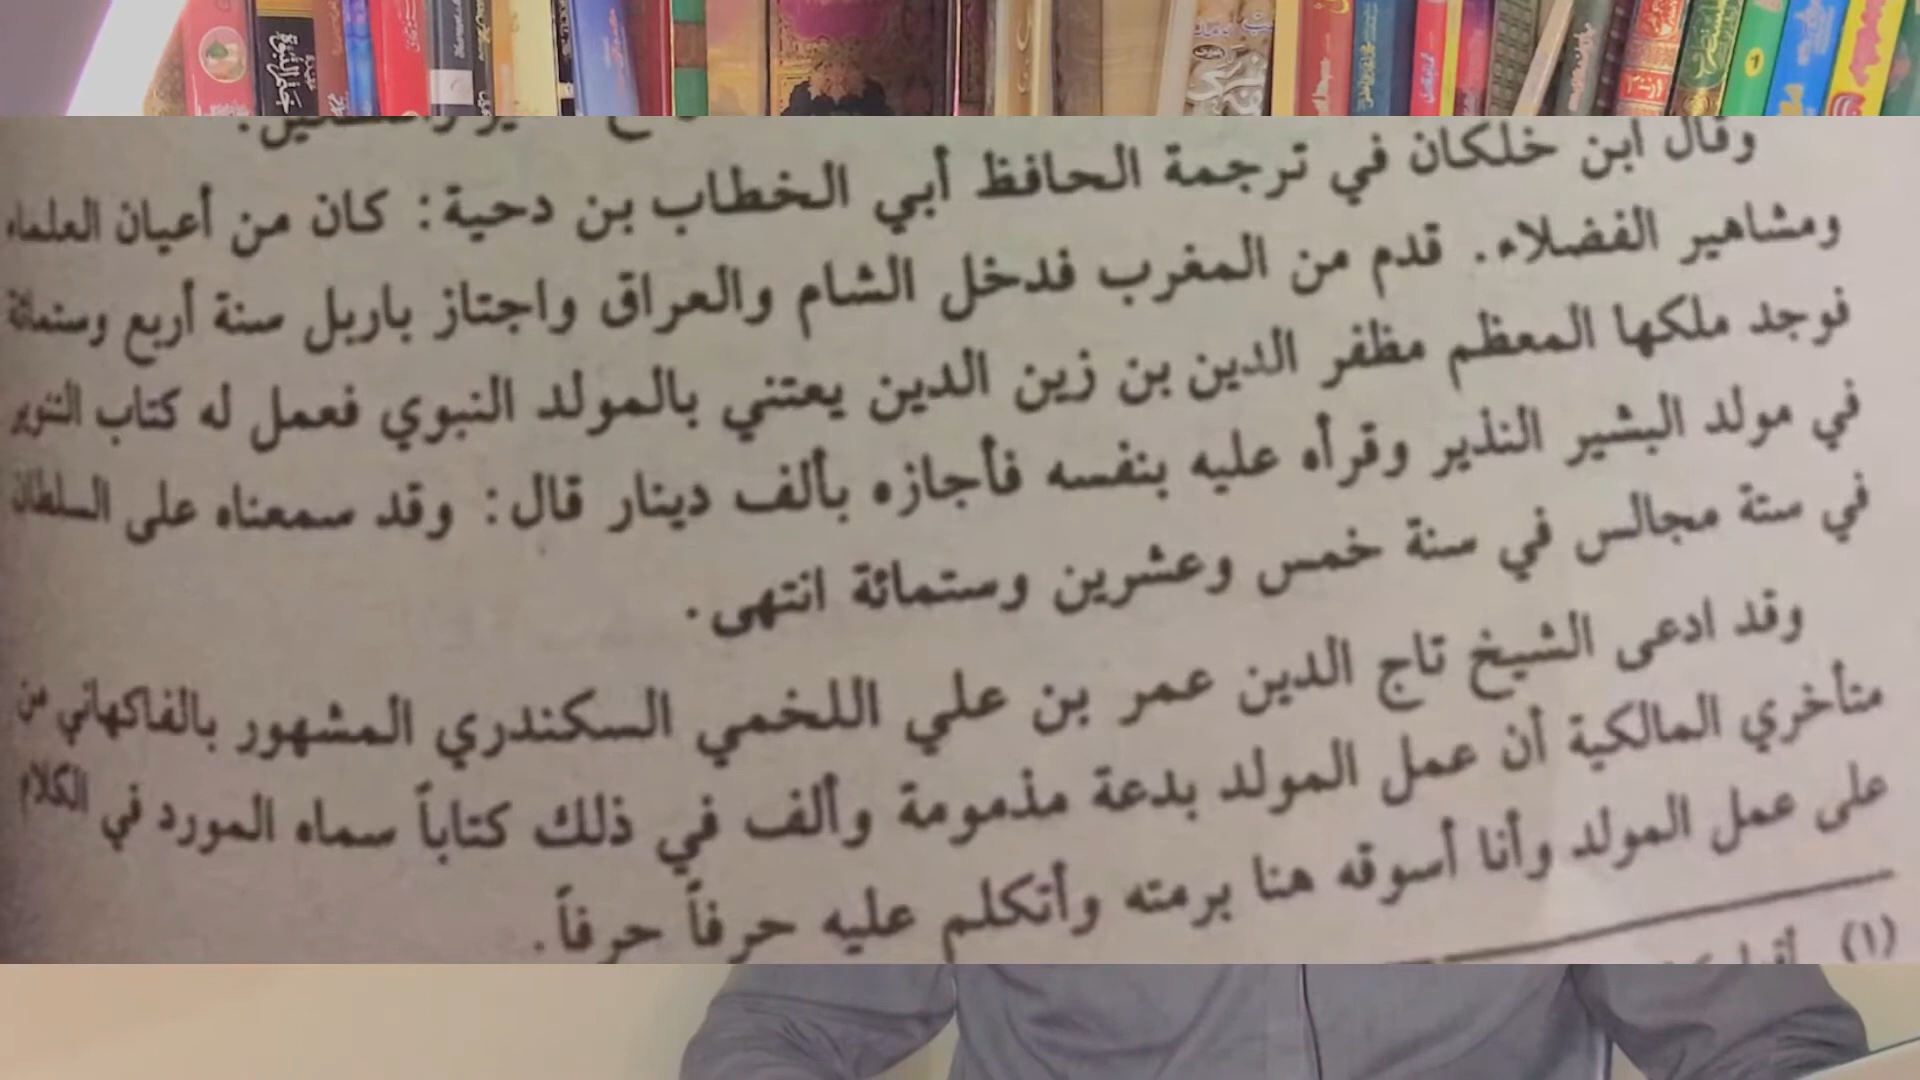 وقال ابن خلكان في ترجمة الحافظ أبي الخطاب بن دحية: كان من أعيان العلماء
ومشاهير الفضلاء. قدم من المغرب فدخل الشام والعراق واجتاز باربل سنة أربع وستمائة
فوجد ملكها المعظم مظفر الدين بن زين الدين يعتني بالمولد النبوي فعمل له كتاب التنوير
في مولد البشير النذير وقرأه عليه بنفسه فأجازه بألف دينار قال: وقد سمعناه على السلطان
في ستة مجالس في سنة خمس وعشرين وستمائة انتهى.
وقد ادعى الشيخ تاج الدين عمر بن علي اللخمي السكندري المشهور بالفاكهاني من
متأخري المالكية أن عمل المولد بدعة مذمومة وألف في ذلك كتاباً سماه المورد في الكلام
على عمل المولد وأنا أسوقه هنا برمته وأتكلم عليه حرفاً حرفاً.
(١)